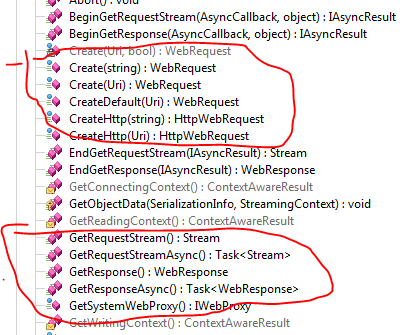 Abort() : void
BeginGetRequestStream(AsyncCallback, object) : IAsyncResult
BeginGetResponse(AsyncCallback, object) : IAsyncResult
Create(Uri, bool) : WebRequest
Create(string) : WebRequest
Create(Uri) : WebRequest
CreateDefault(Uri) : WebRequest
CreateHttp(string) : HttpWebRequest
CreateHttp(Uri) : HttpWebRequest
EndGetRequestStream(IAsyncResult) : Stream
EndGetResponse(IAsyncResult) : WebResponse
GetConnectingContext() : ContextAwareResult
GetObjectData(SerializationInfo, StreamingContext) : void
GetReadingContext() : ContextAwareResult
GetRequestStream() : Stream
GetRequestStreamAsync() : Task<Stream>
GetResponse() : WebResponse
GetResponseAsync() : Task<WebResponse>
GetSystemWebProxy() : IWebProxy
GetWritingContext() : ContextAwareResult